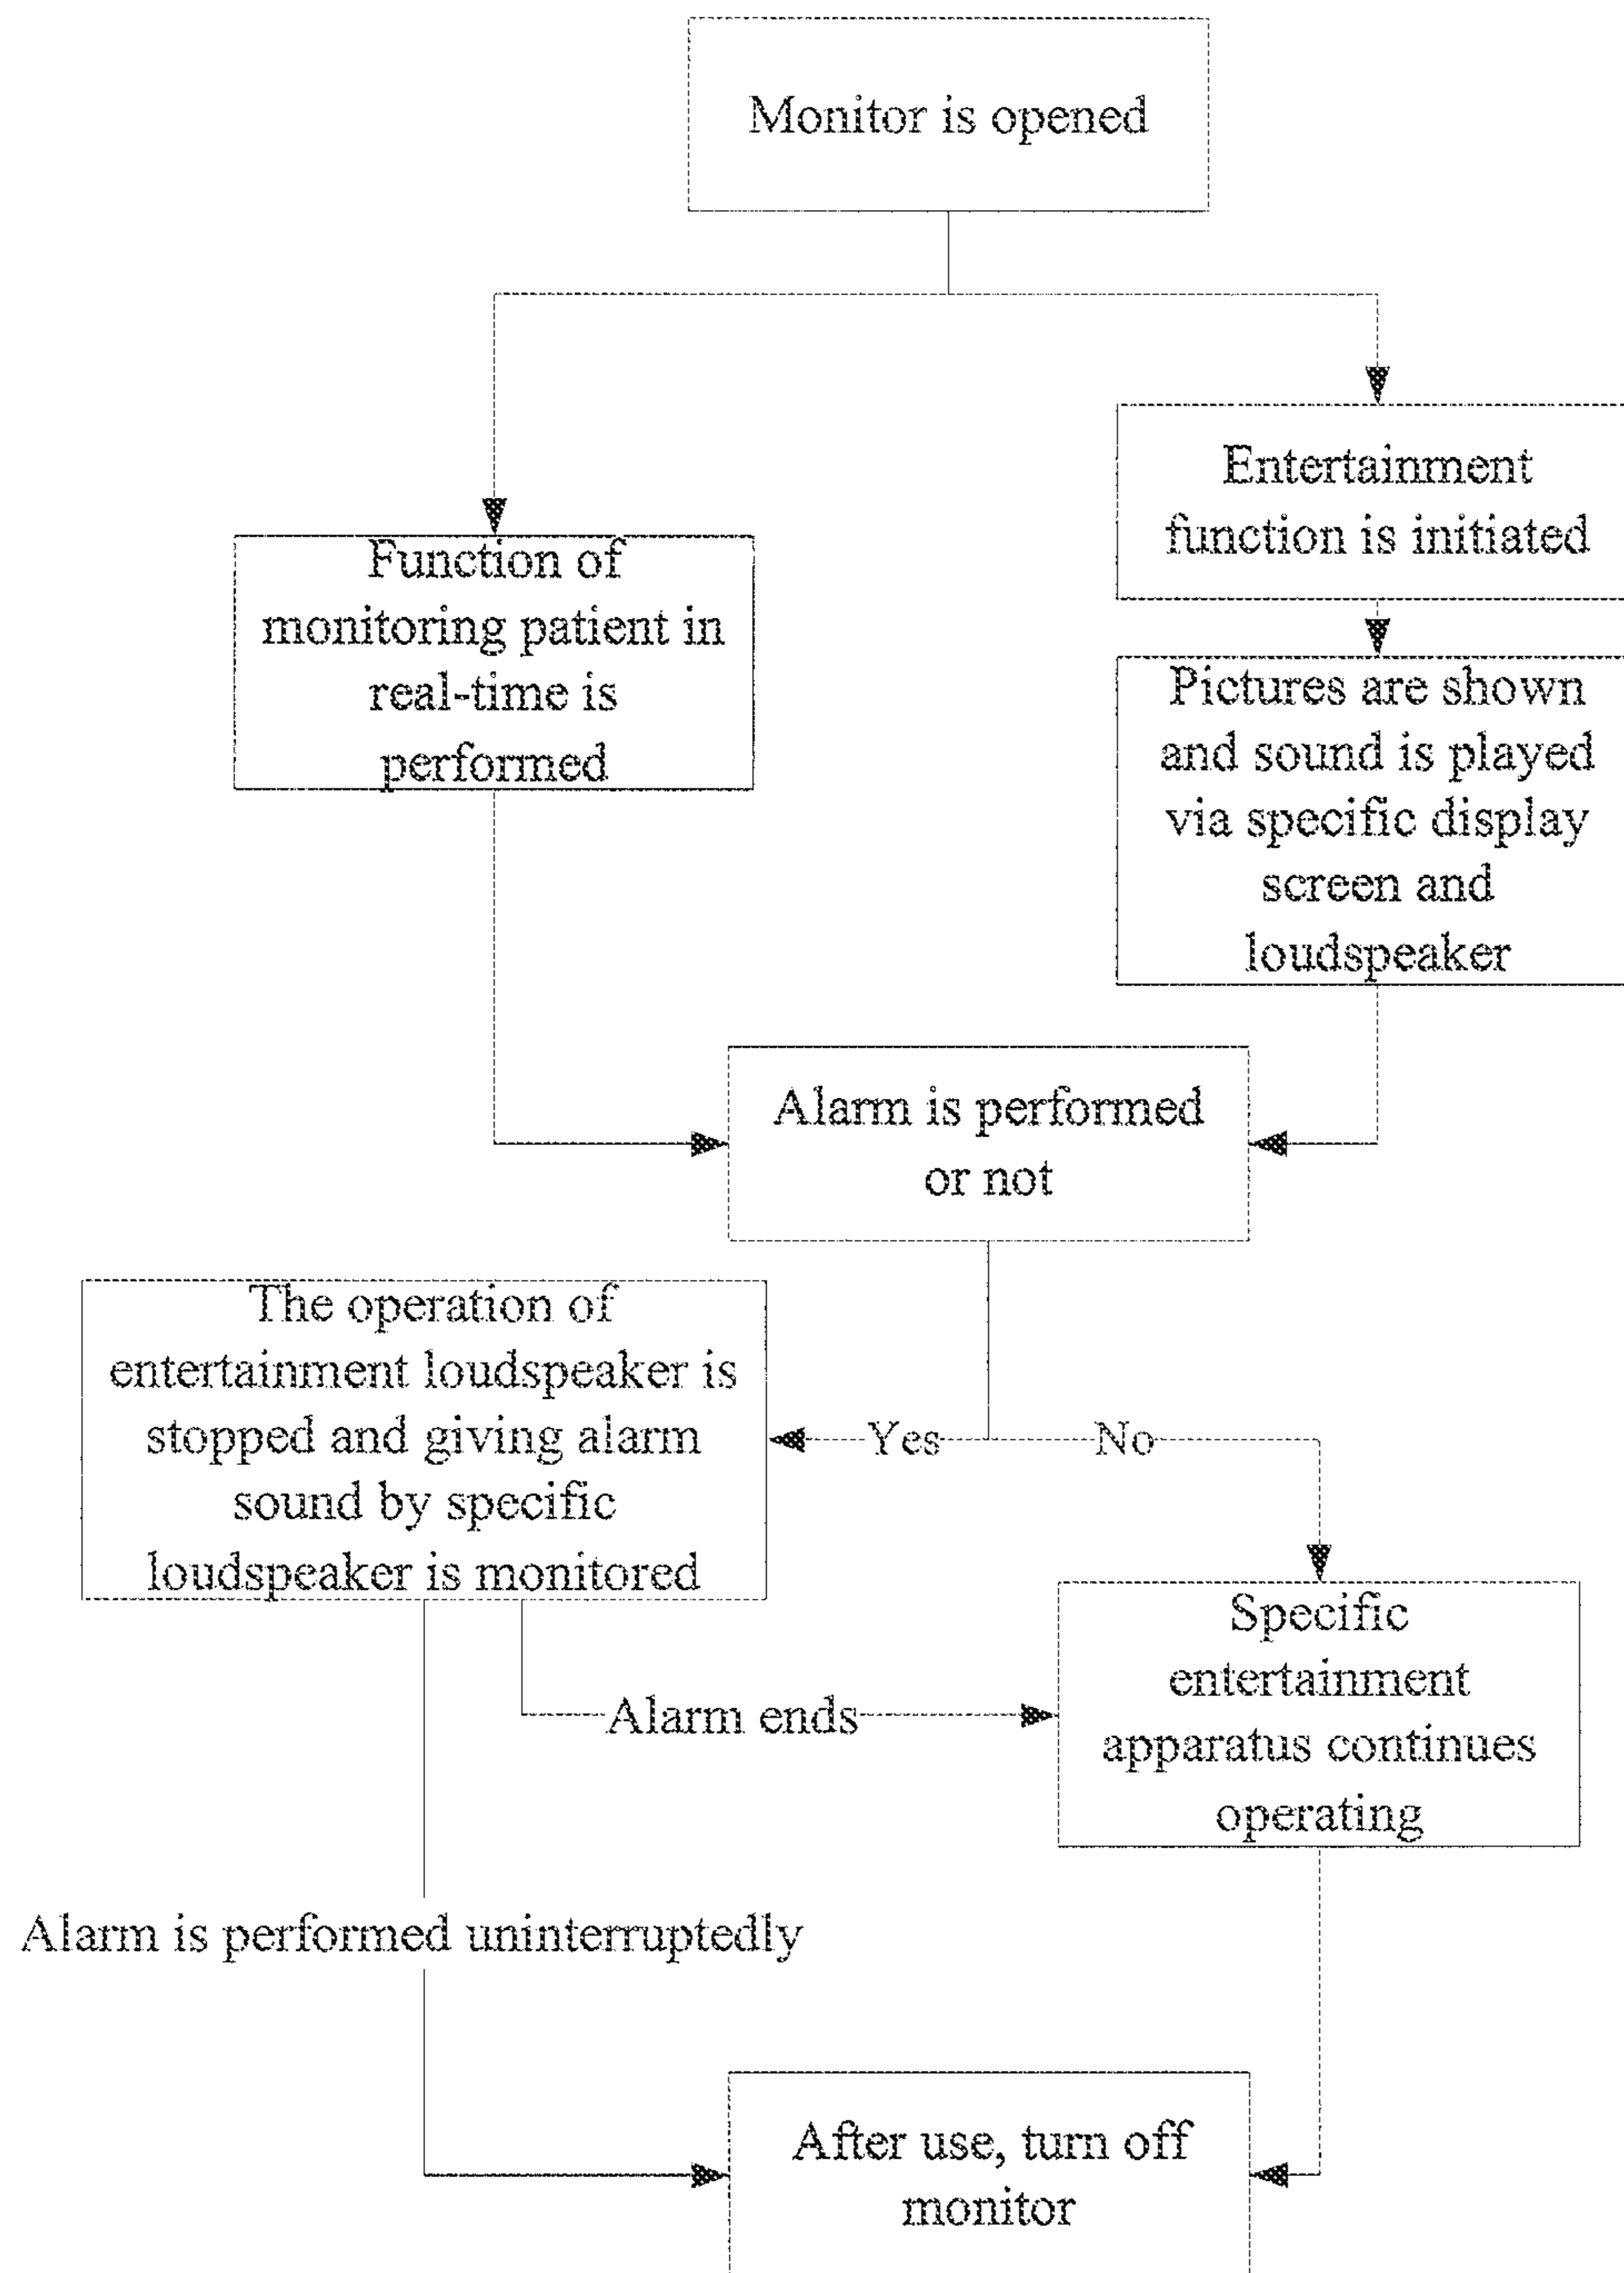 Monitor is opened
Entertainment
function is initiated
Function of
monitoring patient in
real-time is
performed
Pictures are shown
and sound is played
via specific display
screen and
loudspeaker
Alarm is performed
or not
The operation of
entertainment loudspeaker is
stopped and giving alarm
sound by specific
loudspeaker is monitored
Yes
No
Specific
entertainment
apparatus continues
operating
Alarm ends
Alarm is performed uninterruptedly
After use, turn off
monitor